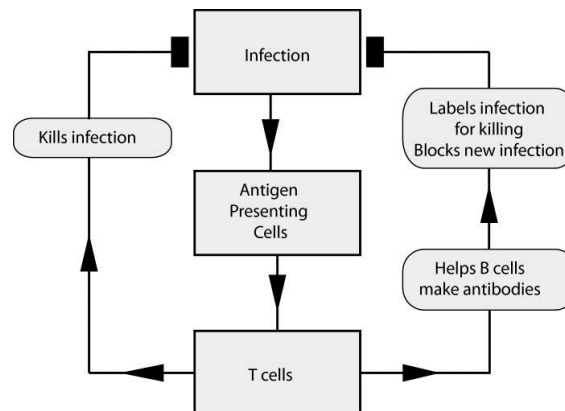 Infection
Kills infection
Labels infection
for killing
Blocks new infection
Antigen
Presenting
Cells
Helps B cells
make antibodies
T cells